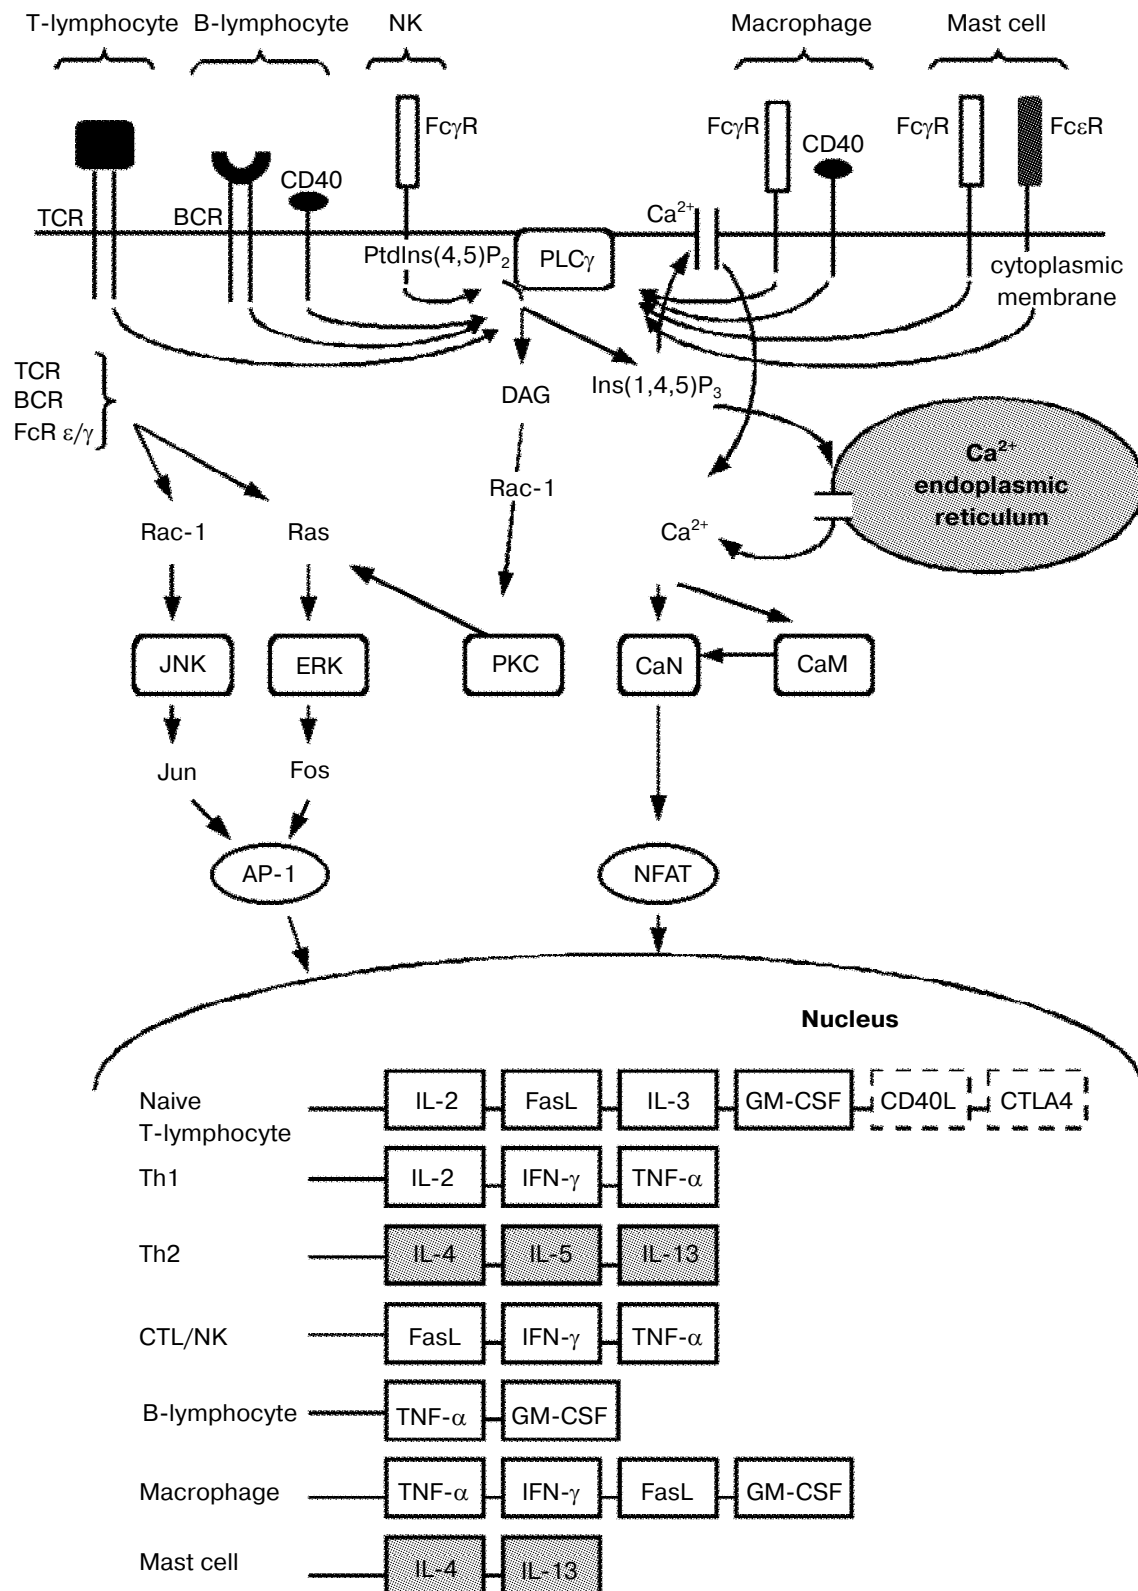 T-lymphocyte B-lymphocyte NK Macrophage Mast cell
FcγR FcγR FcγR FcεR
CD40
CD40
TCR BCR Ca²⁺
PtdIns(4,5)P₂ PLCγ
cytoplasmic
membrane
TCR
BCR
FcR ε/γ
DAG Ins(1,4,5)P₃
Ca²⁺
endoplasmic
reticulum
Rac-1
Rac-1 Ras Ca²⁺
JNK ERK PKC CaN CaM
Jun Fos
AP-1 NFAT
Nucleus
Naive
T-lymphocyte
IL-2 FasL IL-3 GM-CSF CD40L CTLA4
Th1 IL-2 IFN-γ TNF-α
Th2 IL-4 IL-5 IL-13
CTL/NK FasL IFN-γ TNF-α
B-lymphocyte TNF-α GM-CSF
Macrophage TNF-α IFN-γ FasL GM-CSF
Mast cell IL-4 IL-13